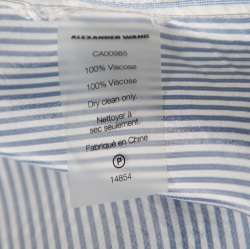 ALEXANDER WANG
CA00985
100% Viscose
100% Viscose
Dry clean only.
Nettoyer à
sec seulement.
Fabriqué en Chine
P
14854